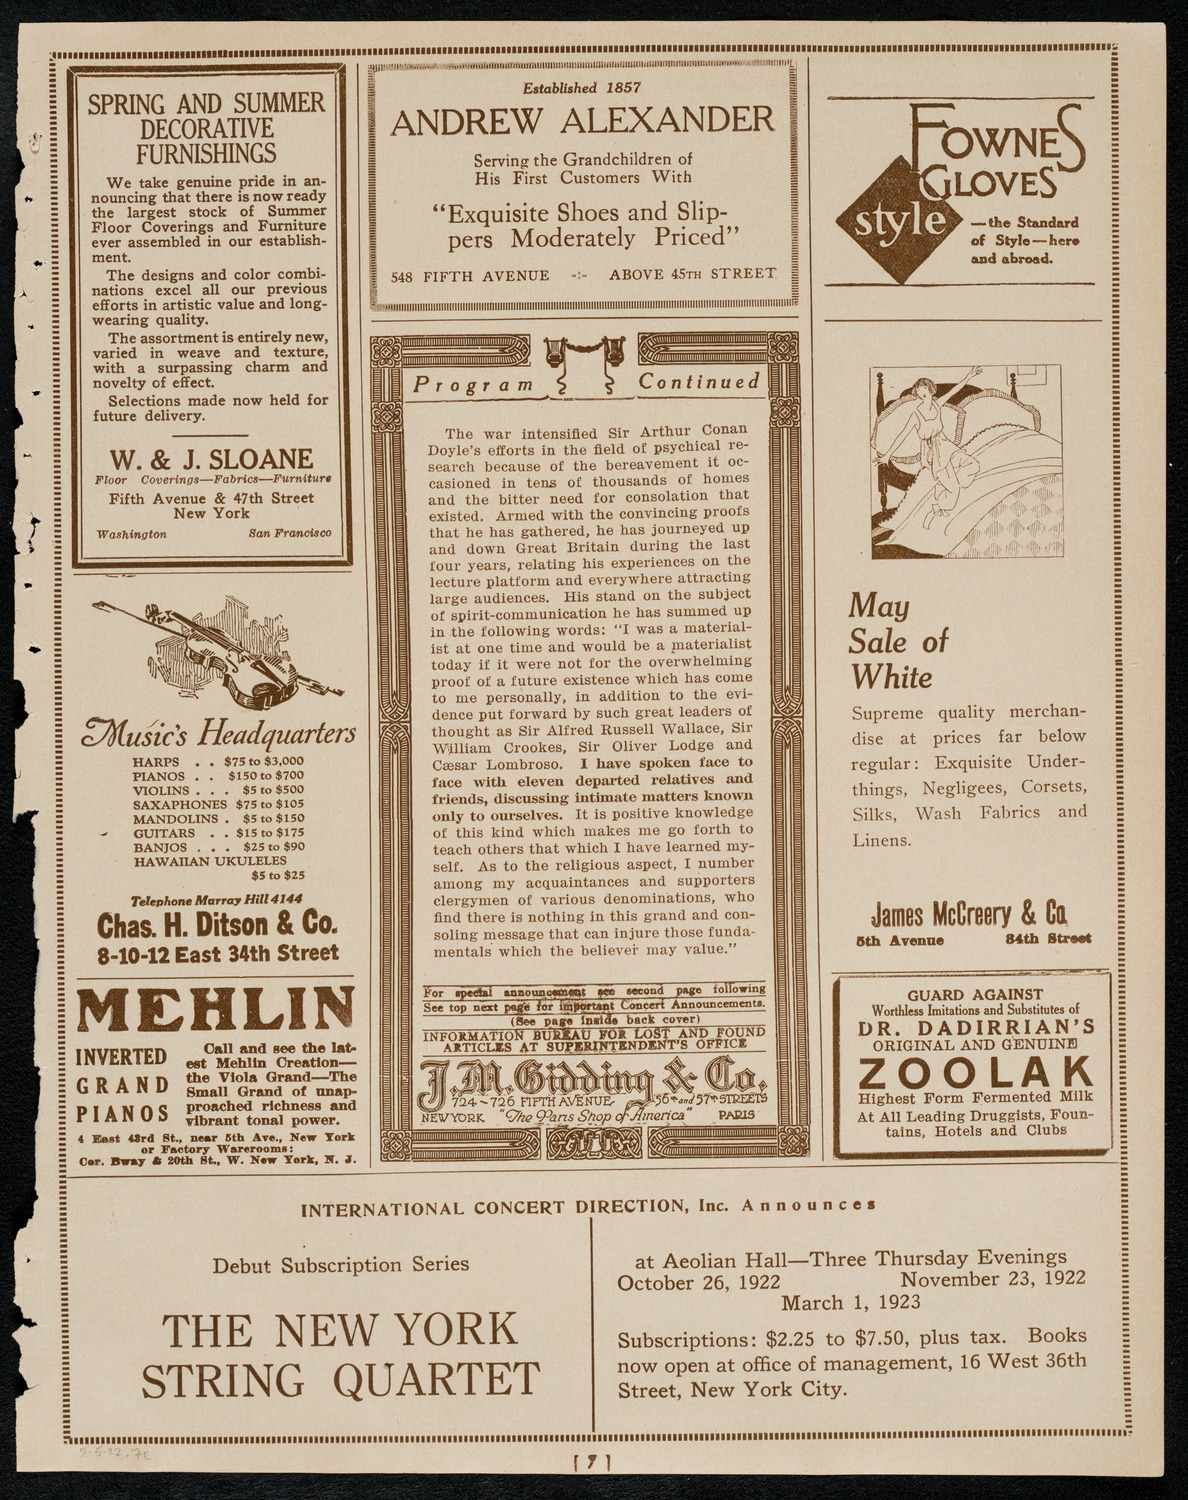 SPRING AND SUMMER
DECORATIVE
FURNISHINGS
We take genuine pride in an-
nouncing that there is now ready
the largest stock of Summer
Floor Coverings and Furniture
ever assembled in our establish-
ment.
The designs and color combi-
nations excel all our previous
efforts in artistic value and long-
wearing quality.
The assortment is entirely new,
varied in weave and texture,
with a surpassing charm and
novelty of effect.
Selections made now held for
future delivery.
W. & J. SLOANE
Floor Coverings—Fabrics—Furniture
Fifth Avenue & 47th Street
New York
Washington San Francisco
Music's Headquarters
HARPS . . $75 to $3,000
PIANOS . . $150 to $700
VIOLINS . . . $5 to $500
SAXAPHONES $75 to $105
MANDOLINS . $5 to $150
GUITARS . . $15 to $175
BANJOS . . . $25 to $90
HAWAIIAN UKULELES
$5 to $25
Telephone Murray Hill 4144
Chas. H. Ditson & Co.
8-10-12 East 34th Street
MEHLIN
INVERTED
GRAND
PIANOS
Call and see the lat-
est Mehlin Creation—
the Viola Grand—The
Small Grand of unap-
proached richness and
vibrant tonal power.
4 East 43rd St., near 5th Ave., New York
or Factory Warerooms:
Cor. Bway & 20th St., W. New York, N. J.
Established 1857
ANDREW ALEXANDER
Serving the Grandchildren of
His First Customers With
"Exquisite Shoes and Slip-
pers Moderately Priced"
548 FIFTH AVENUE -:- ABOVE 45TH STREET
Program Continued
The war intensified Sir Arthur Conan
Doyle's efforts in the field of psychical re-
search because of the bereavement it oc-
casioned in tens of thousands of homes
and the bitter need for consolation that
existed. Armed with the convincing proofs
that he has gathered, he has journeyed up
and down Great Britain during the last
four years, relating his experiences on the
lecture platform and everywhere attracting
large audiences. His stand on the subject
of spirit-communication he has summed up
in the following words: "I was a material-
ist at one time and would be a materialist
today if it were not for the overwhelming
proof of a future existence which has come
to me personally, in addition to the evi-
dence put forward by such great leaders of
thought as Sir Alfred Russell Wallace, Sir
William Crookes, Sir Oliver Lodge and
Cæsar Lombroso. I have spoken face to
face with eleven departed relatives and
friends, discussing intimate matters known
only to ourselves. It is positive knowledge
of this kind which makes me go forth to
teach others that which I have learned my-
self. As to the religious aspect, I number
among my acquaintances and supporters
clergymen of various denominations, who
find there is nothing in this grand and con-
soling message that can injure those funda-
mentals which the believer may value."
For special announcement see second page following
See top next page for important Concert Announcements.
(See page inside back cover)
INFORMATION BUREAU FOR LOST AND FOUND
ARTICLES AT SUPERINTENDENT'S OFFICE
J.M. Gidding & Co.
724-726 FIFTH AVENUE 56th and 57th STREETS
NEW YORK "The Paris Shop of America" PARIS
FOWNES
GLOVES
style
—the Standard
of Style—here
and abroad.
May
Sale of
White
Supreme quality merchan-
dise at prices far below
regular: Exquisite Under-
things, Negligees, Corsets,
Silks, Wash Fabrics and
Linens.
James McCreery & Co.
5th Avenue 34th Street
GUARD AGAINST
Worthless Imitations and Substitutes of
DR. DADIRRIAN'S
ORIGINAL AND GENUINE
ZOOLAK
Highest Form Fermented Milk
At All Leading Druggists, Foun-
tains, Hotels and Clubs
INTERNATIONAL CONCERT DIRECTION, Inc. Announces
Debut Subscription Series
THE NEW YORK
STRING QUARTET
at Aeolian Hall—Three Thursday Evenings
October 26, 1922 November 23, 1922
March 1, 1923
Subscriptions: $2.25 to $7.50, plus tax. Books
now open at office of management, 16 West 36th
Street, New York City.
5-5-22.7E
[ 7 ]